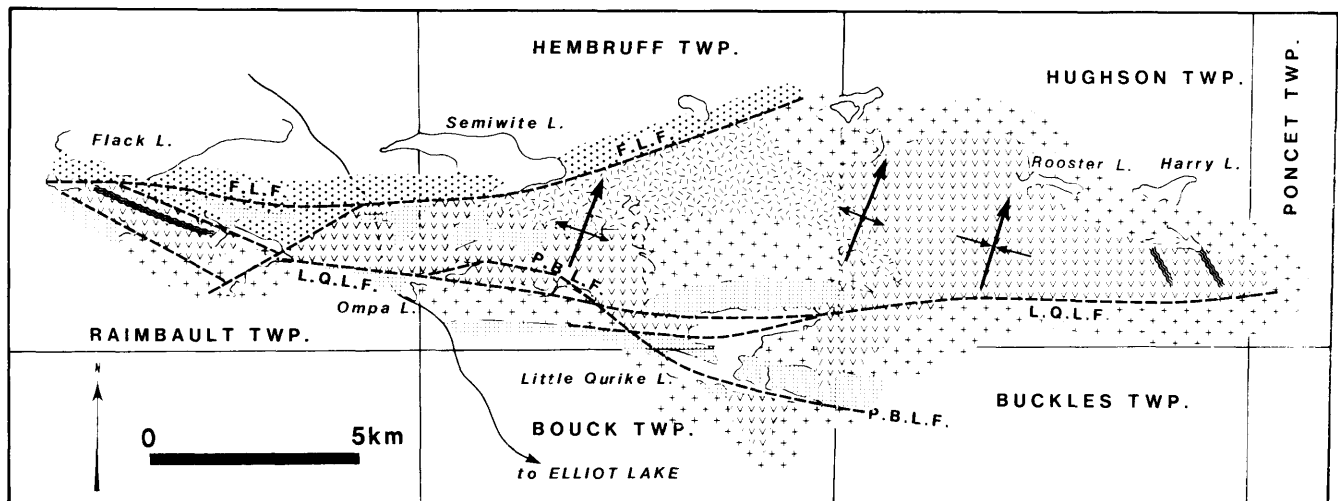 HEMBRUFF TWP.
HUGHSON TWP.
PONCET TWP.
Flack L.
Semiwite L.
F.L.F.
F.L.F.
Rooster L.
Harry L.
P.B.L.F.
L.Q.L.F.
Ompa L.
L.Q.L.F.
RAIMBAULT TWP.
N
Little Qurike L.
BUCKLES TWP.
P.B.L.F.
BOUCK TWP.
0 5km
to ELLIOT LAKE